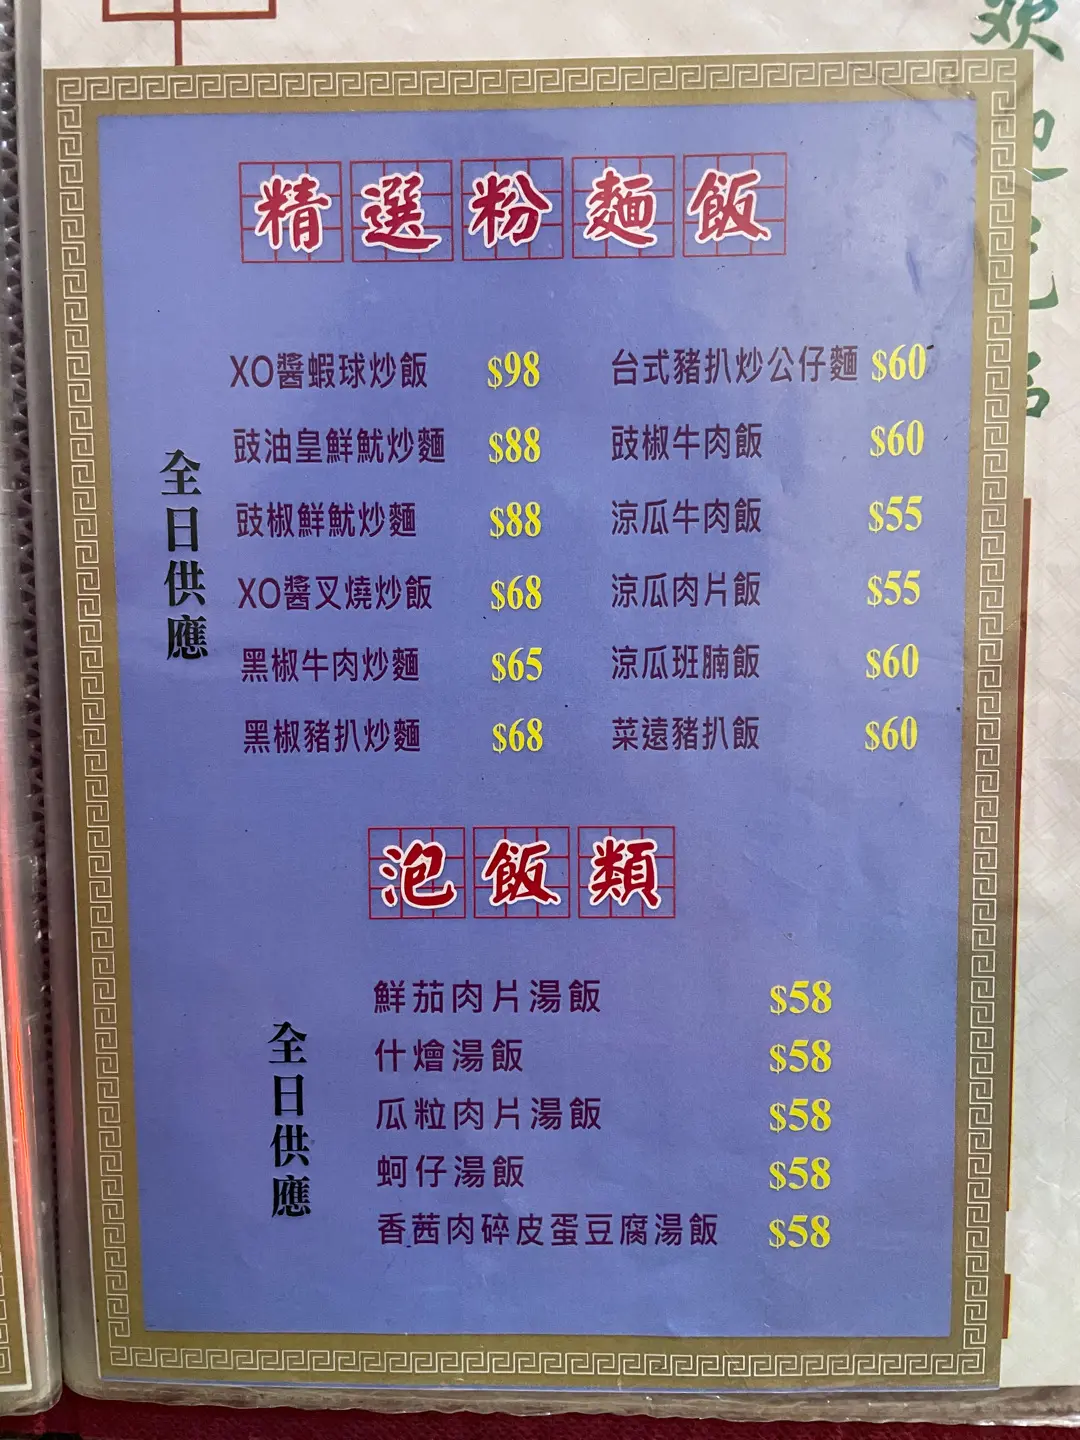 精選粉麵飯
全日供應
XO醬蝦球炒飯 $98
豉油皇鮮魷炒麵 $88
豉椒鮮魷炒麵 $88
XO醬叉燒炒飯 $68
黑椒牛肉炒麵 $65
黑椒豬扒炒麵 $68
台式豬扒炒公仔麵 $60
豉椒牛肉飯 $60
涼瓜牛肉飯 $55
涼瓜肉片飯 $55
涼瓜班腩飯 $60
菜遠豬扒飯 $60
泡飯類
全日供應
鮮茄肉片湯飯 $58
什燴湯飯 $58
瓜粒肉片湯飯 $58
蚵仔湯飯 $58
香茜肉碎皮蛋豆腐湯飯 $58